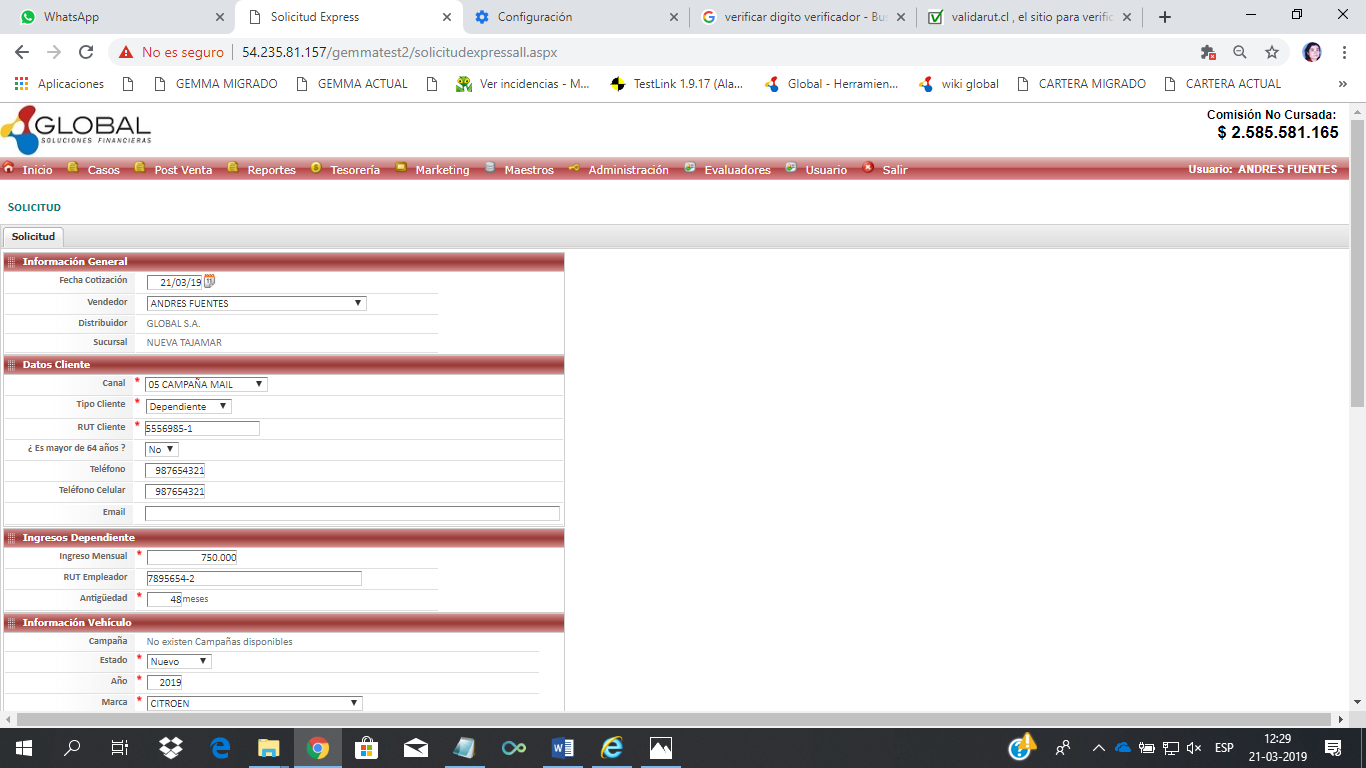 WhatsApp
Solicitud Express
Configuración
verificar digito verificador - Bus
validarut.cl , el sitio para verific
No es seguro
54.235.81.157/gemmatest2/solicitudexpressall.aspx
Aplicaciones
GEMMA MIGRADO
GEMMA ACTUAL
Ver incidencias - M...
TestLink 1.9.17 (Ala...
Global - Herramien...
wiki global
CARTERA MIGRADO
CARTERA ACTUAL
»
GLOBAL
SOLUCIONES FINANCIERAS
Comisión No Cursada:
$ 2.585.581.165
Inicio Casos Post Venta Reportes Tesorería Marketing Maestros Administración Evaluadores Usuario Salir Usuario: ANDRES FUENTES
SOLICITUD
Solicitud
Información General
Fecha Cotización 21/03/19
Vendedor ANDRES FUENTES
Distribuidor GLOBAL S.A.
Sucursal NUEVA TAJAMAR
Datos Cliente
Canal * 05 CAMPAÑA MAIL
Tipo Cliente * Dependiente
RUT Cliente * 5556985-1
¿ Es mayor de 64 años ? No
Teléfono 987654321
Teléfono Celular 987654321
Email
Ingresos Dependiente
Ingreso Mensual * 750.000
RUT Empleador 7895654-2
Antigüedad * 48 meses
Información Vehículo
Campaña No existen Campañas disponibles
Estado * Nuevo
Año * 2019
Marca * CITROEN
ESP
12:29
21-03-2019